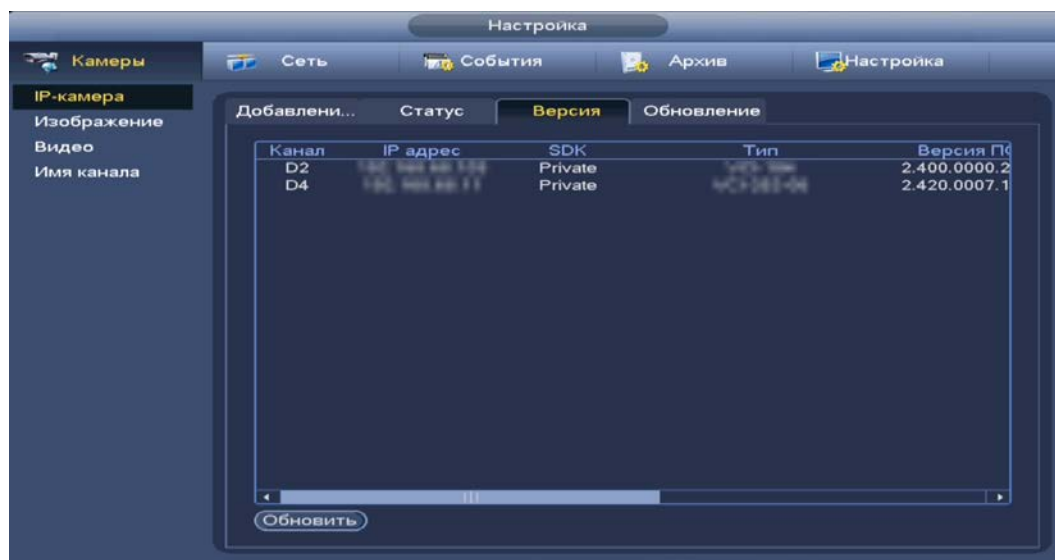 Настройка
Камеры Сеть События Архив Настройка
IP-камера
Изображение
Видео
Имя канала
Добавлени... Статус Версия Обновление
Канал IP адрес SDK Тип Версия ПО
D2 Private 2.400.0000.2
D4 Private 2.420.0007.1
Обновить